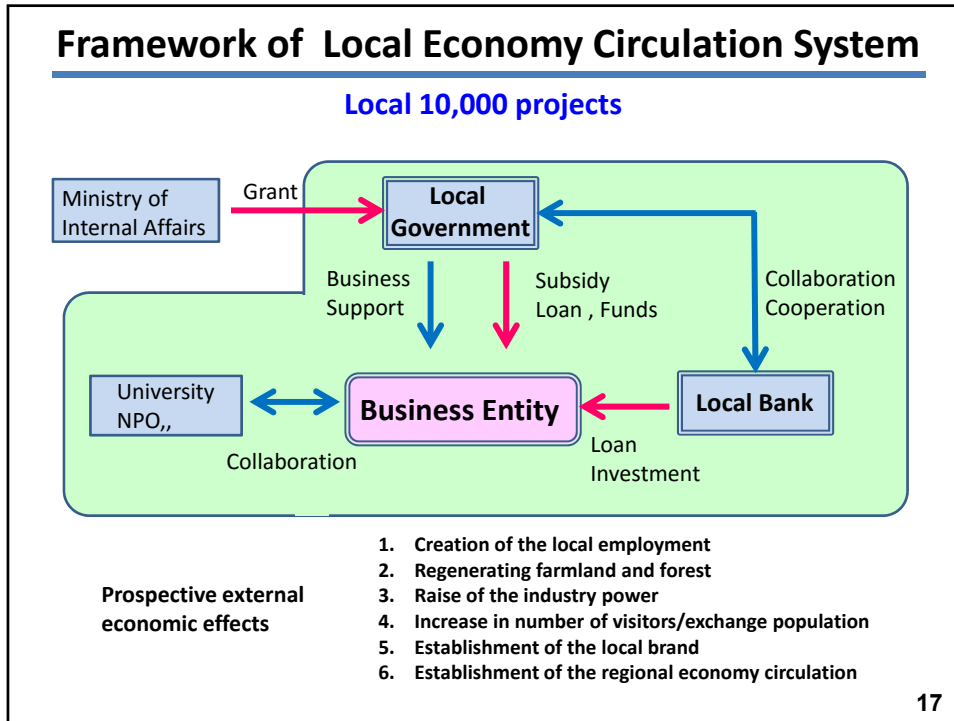 Framework of Local Economy Circulation System
Local 10,000 projects
Ministry of
Internal Affairs
Grant
Local
Government
Business
Support
Subsidy
Loan , Funds
Collaboration
Cooperation
University
NPO,,
Business Entity
Local Bank
Collaboration
Loan
Investment
Prospective external
economic effects
1. Creation of the local employment
2. Regenerating farmland and forest
3. Raise of the industry power
4. Increase in number of visitors/exchange population
5. Establishment of the local brand
6. Establishment of the regional economy circulation
17